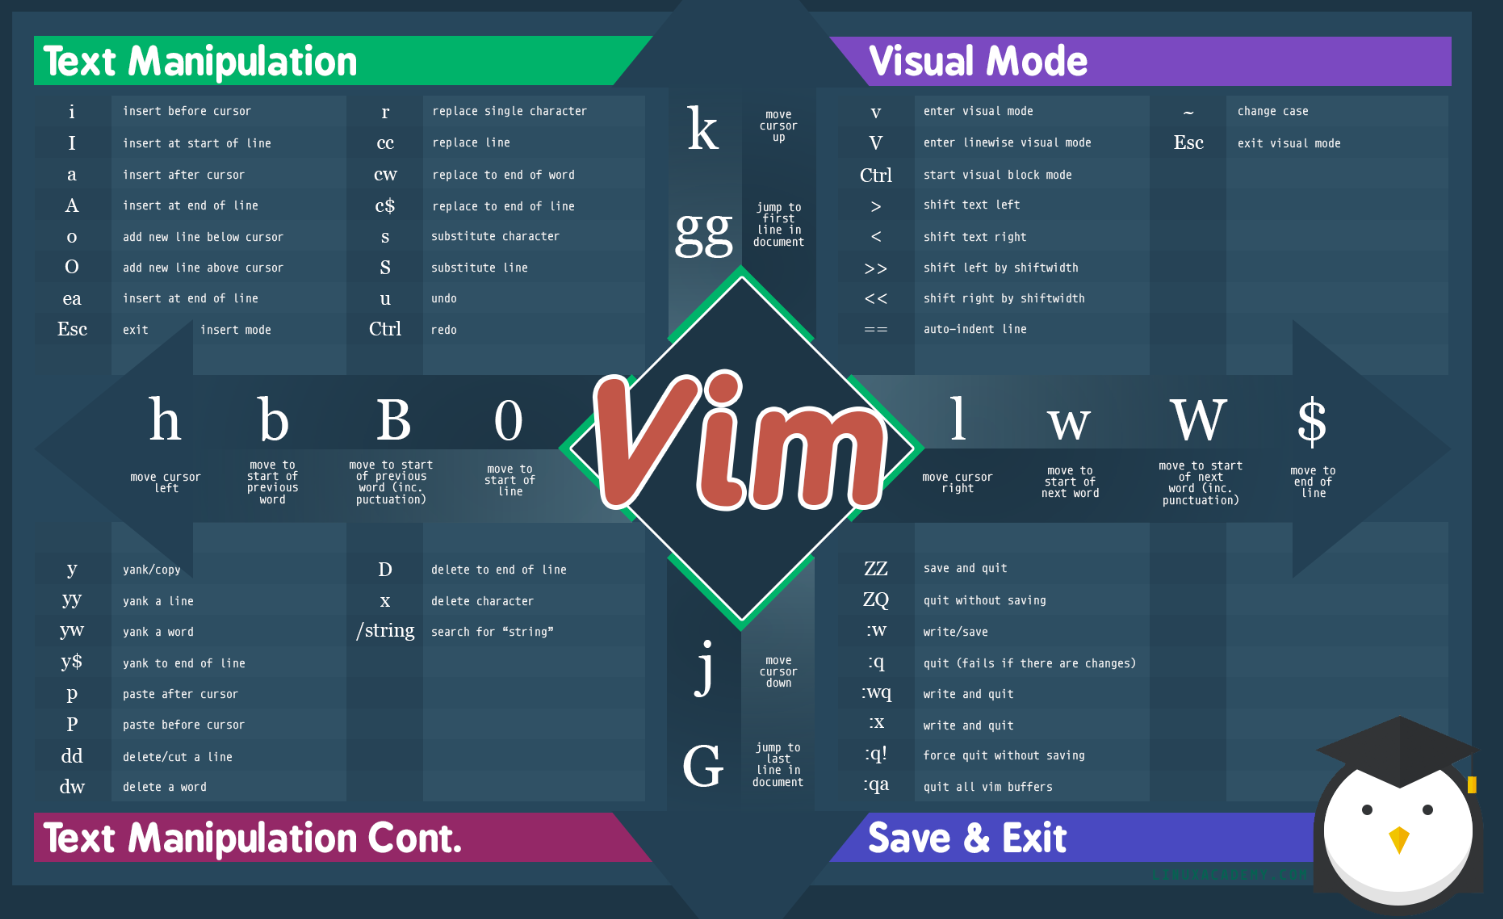 Text Manipulation
i insert before cursor
I insert at start of line
a insert after cursor
A insert at end of line
o add new line below cursor
O add new line above cursor
ea insert at end of line
Esc exit insert mode
r replace single character
cc replace line
cw replace to end of word
c$ replace to end of line
s substitute character
S substitute line
u undo
Ctrl redo
k
move
cursor
up
gg
jump to
first
line in
document
Visual Mode
v enter visual mode
V enter linewise visual mode
Ctrl start visual block mode
> shift text left
< shift text right
>> shift left by shiftwidth
<< shift right by shiftwidth
== auto-indent line
~ change case
Esc exit visual mode
h
move cursor
left
b
move to
start of
previous
word
B
move to start
of previous
word (inc.
puctuation)
0
move to
start of
line
Vim
l
move cursor
right
w
move to
start of
next word
W
move to start
of next
word (inc.
punctuation)
$
move to
end of
line
y yank/copy
yy yank a line
yw yank a word
y$ yank to end of line
p paste after cursor
P paste before cursor
dd delete/cut a line
dw delete a word
D delete to end of line
x delete character
/string search for “string”
j
move
cursor
down
G
jump to
last
line in
document
ZZ save and quit
ZQ quit without saving
:w write/save
:q quit (fails if there are changes)
:wq write and quit
:x write and quit
:q! force quit without saving
:qa quit all vim buffers
Text Manipulation Cont.
Save & Exit